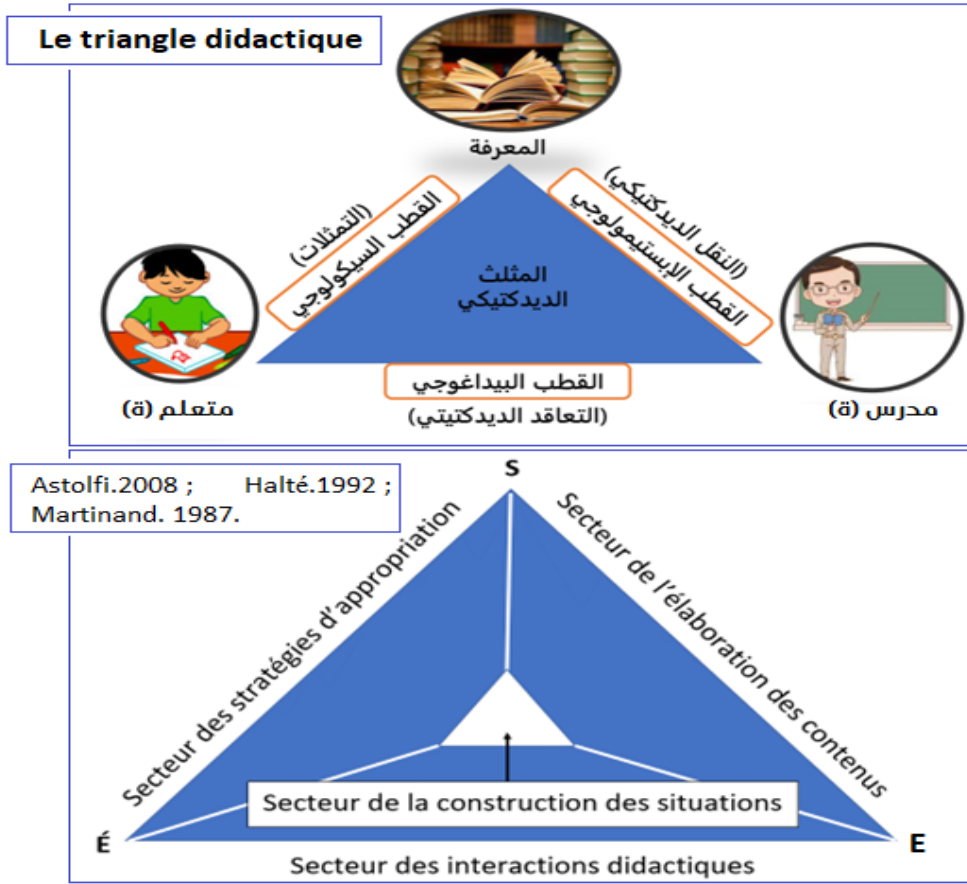 Le triangle didactique
المعرفة
(التمثلات)
القطب السيكولوجي
(النقل الديدكتيكي)
القطب الإبستيمولوجي
المثلث
الديدكتيكي
القطب البيداغوجي
(التعاقد الديدكتيتي)
متعلم (ة)
مدرس (ة)
Astolfi.2008 ; Halté.1992 ;
Martinand. 1987.
S
Secteur des stratégies d'appropriation
Secteur de l'élaboration des contenus
Secteur de la construction des situations
É
E
Secteur des interactions didactiques